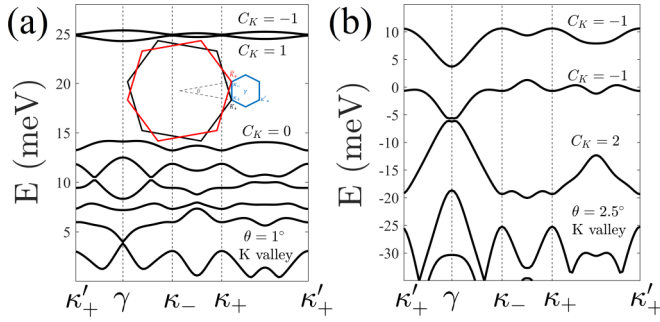 (a)
E (meV)
25
20
15
10
5
C_K = −1
C_K = 1
C_K = 0
θ = 1°
K valley
κ′₊ γ κ₋ κ₊ κ′₊
(b)
E (meV)
10
5
0
-5
-10
-15
-20
-25
-30
C_K = −1
C_K = −1
C_K = 2
θ = 2.5°
K valley
κ′₊ γ κ₋ κ₊ κ′₊